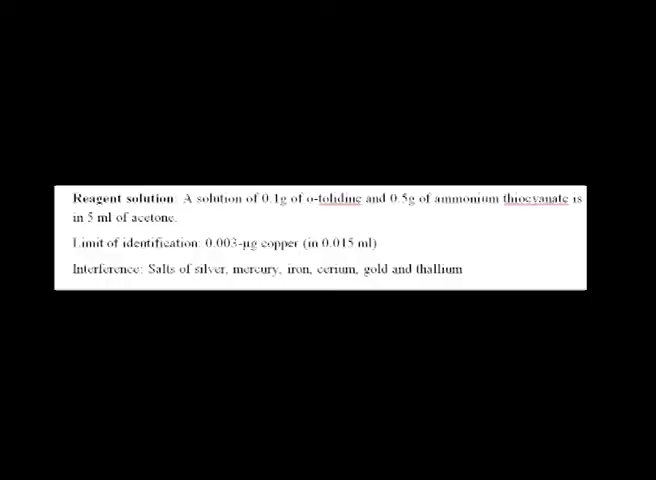 Reagent solution: A solution of 0.1g of o-tolidine and 0.5g of ammonium thiocyanate is
in 5 ml of acetone.
Limit of identification: 0.003-µg copper (in 0.015 ml)
Interference: Salts of silver, mercury, iron, cerium, gold and thallium